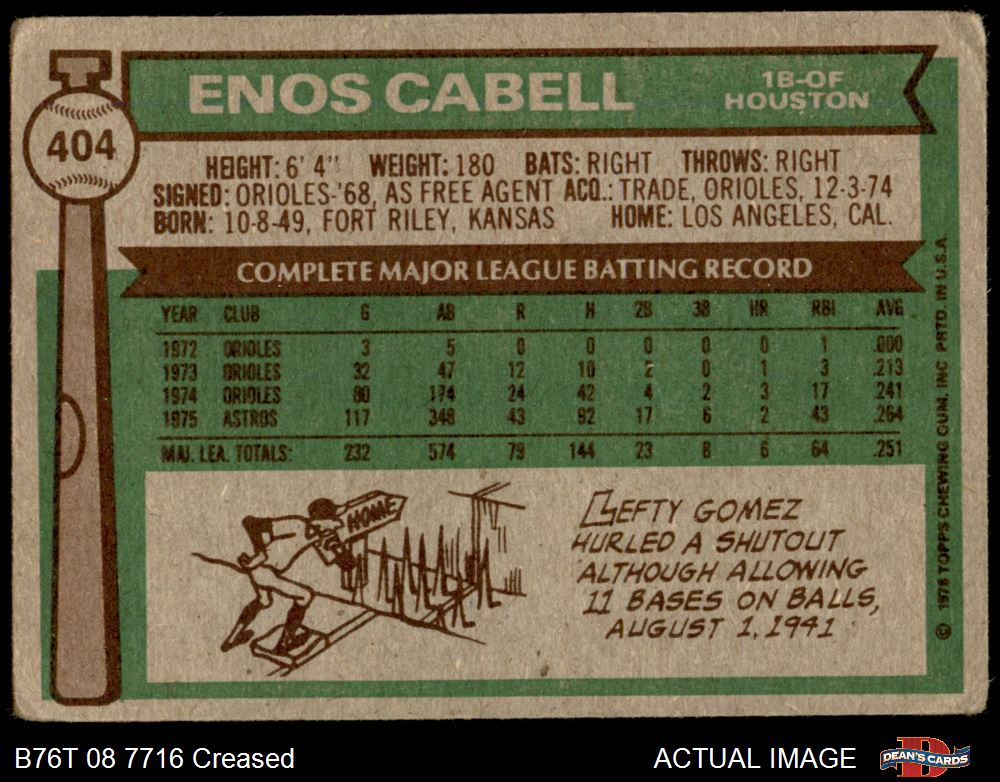 404
ENOS CABELL
1B-OF
HOUSTON
HEIGHT: 6' 4" WEIGHT: 180 BATS: RIGHT THROWS: RIGHT
SIGNED: ORIOLES-'68, AS FREE AGENT ACQ.: TRADE, ORIOLES, 12-3-74
BORN: 10-8-49, FORT RILEY, KANSAS HOME: LOS ANGELES, CAL.
COMPLETE MAJOR LEAGUE BATTING RECORD
YEAR CLUB G AB R H 2B 3B HR RBI AVG
1972 ORIOLES 3 5 0 0 0 0 0 1 .000
1973 ORIOLES 32 47 12 10 2 0 1 3 .213
1974 ORIOLES 80 174 24 42 4 2 3 17 .241
1975 ASTROS 117 348 43 92 17 6 2 43 .264
MAJ. LEA. TOTALS: 232 574 79 144 23 8 6 64 .251
HOME
LEFTY GOMEZ
HURLED A SHUTOUT
ALTHOUGH ALLOWING
11 BASES ON BALLS,
AUGUST 1, 1941
© 1976 TOPPS CHEWING GUM, INC PRTD. IN U.S.A.
B76T 08 7716 Creased
ACTUAL IMAGE
DEAN'S CARDS